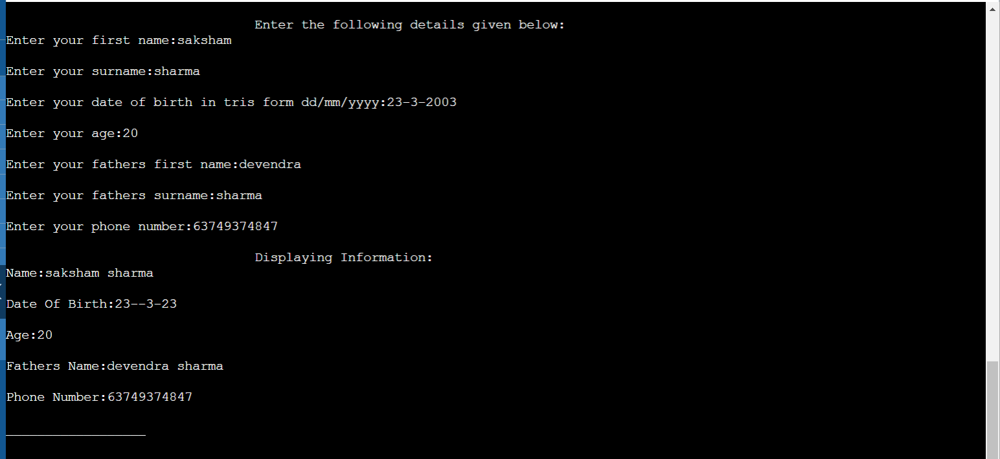 Enter the following details given below:
Enter your first name:saksham
Enter your surname:sharma
Enter your date of birth in tris form dd/mm/yyyy:23-3-2003
Enter your age:20
Enter your fathers first name:devendra
Enter your fathers surname:sharma
Enter your phone number:63749374847
Displaying Information:
Name:saksham sharma
Date Of Birth:23--3-23
Age:20
Fathers Name:devendra sharma
Phone Number:63749374847
__________________